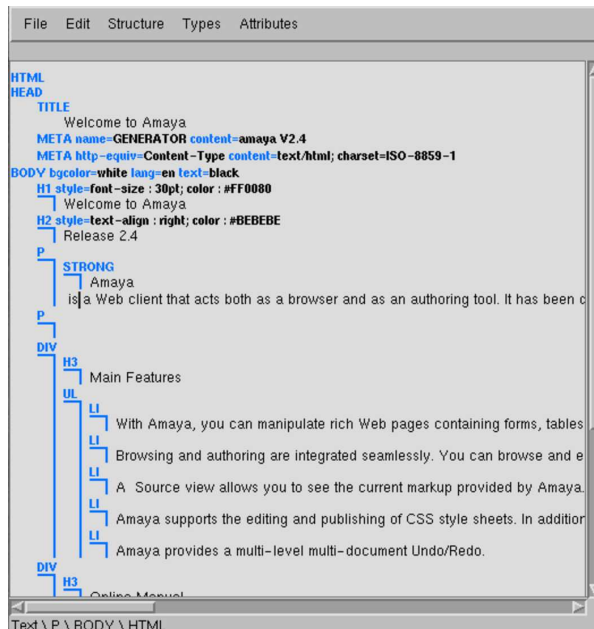 File Edit Structure Types Attributes
HTML
HEAD
TITLE
Welcome to Amaya
META name=GENERATOR content=amaya V2.4
META http-equiv=Content-Type content=text/html; charset=ISO-8859-1
BODY bgcolor=white lang=en text=black
H1 style=font-size : 30pt; color : #FF0080
Welcome to Amaya
H2 style=text-align : right; color : #BEBEBE
Release 2.4
P
STRONG
Amaya
is a Web client that acts both as a browser and as an authoring tool. It has been
P
DIV
H3
Main Features
UL
LI
With Amaya, you can manipulate rich Web pages containing forms, tables
LI
Browsing and authoring are integrated seamlessly. You can browse and
LI
A Source view allows you to see the current markup provided by Amaya.
LI
Amaya supports the editing and publishing of CSS style sheets. In addition
LI
Amaya provides a multi-level multi-document Undo/Redo.
DIV
H3
Online Manual
Text \ P \ BODY \ HTML